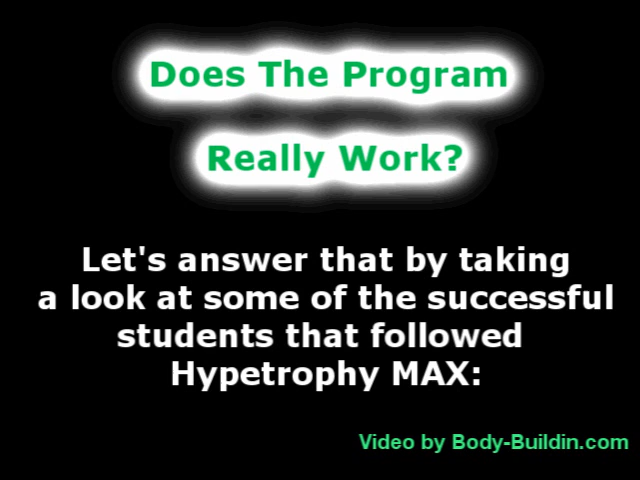 Does The Program
Really Work?
Let's answer that by taking
a look at some of the successful
students that followed
Hypetrophy MAX:
Video by Body-Buildin.com